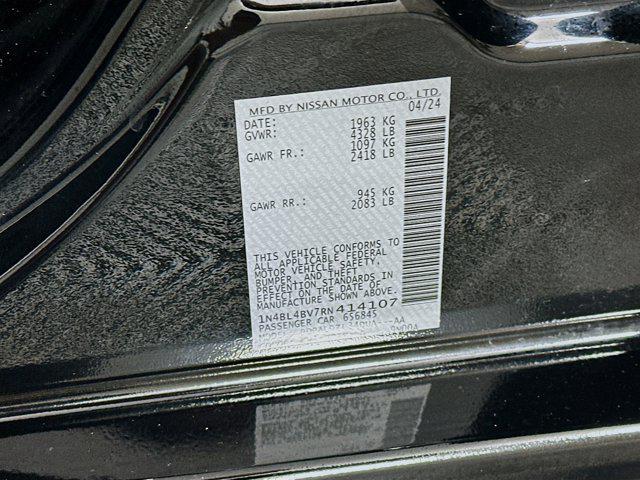 MFD BY NISSAN MOTOR CO., LTD.
DATE: 04/24
GVWR: 1963 KG
4328 LB
GAWR FR.: 1097 KG
2418 LB
GAWR RR.: 945 KG
2083 LB
THIS VEHICLE CONFORMS TO
ALL APPLICABLE FEDERAL
MOTOR VEHICLE SAFETY,
BUMPER, AND THEFT
PREVENTION STANDARDS IN
EFFECT ON THE DATE OF
MANUFACTURE SHOWN ABOVE.
1N4BL4BV7RN414107
PASSENGER CAR 656845